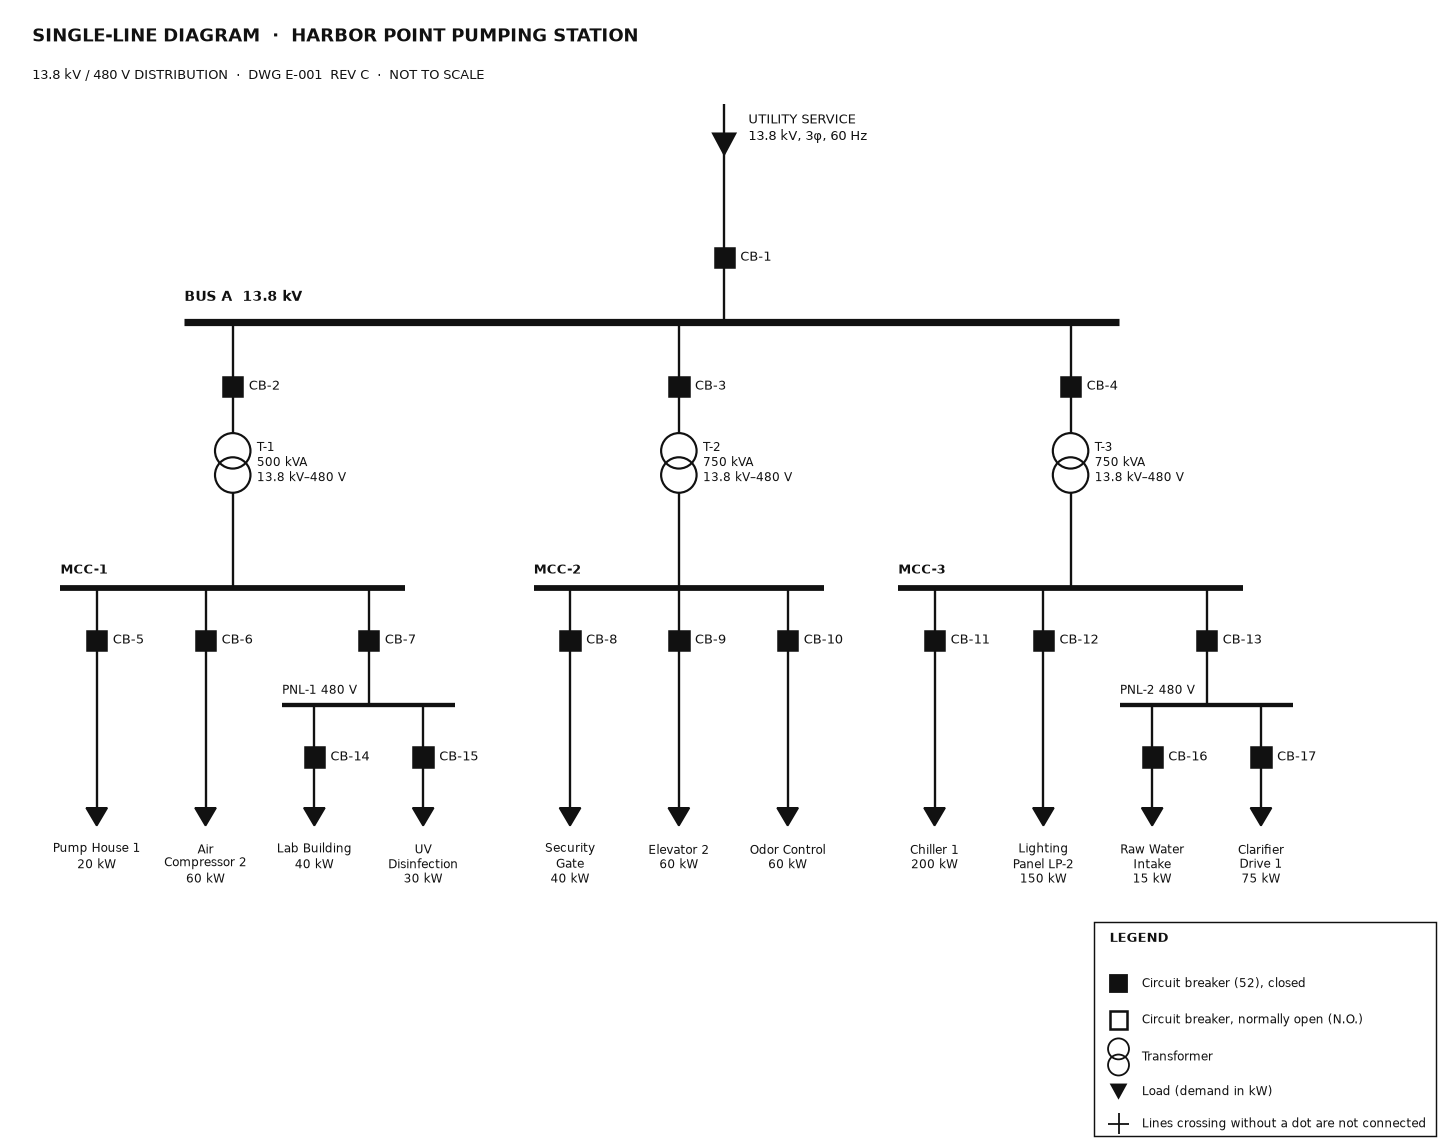 SINGLE-LINE DIAGRAM · HARBOR POINT PUMPING STATION
13.8 kV / 480 V DISTRIBUTION · DWG E-001 REV C · NOT TO SCALE
UTILITY SERVICE
13.8 kV, 3φ, 60 Hz
CB-1
BUS A 13.8 kV
CB-2
CB-3
CB-4
T-1
500 kVA
13.8 kV–480 V
T-2
750 kVA
13.8 kV–480 V
T-3
750 kVA
13.8 kV–480 V
MCC-1
MCC-2
MCC-3
CB-5
CB-6
CB-7
CB-8
CB-9
CB-10
CB-11
CB-12
CB-13
PNL-1 480 V
PNL-2 480 V
CB-14
CB-15
CB-16
CB-17
Pump House 1
20 kW
Air
Compressor 2
60 kW
Lab Building
40 kW
UV
Disinfection
30 kW
Security
Gate
40 kW
Elevator 2
60 kW
Odor Control
60 kW
Chiller 1
200 kW
Lighting
Panel LP-2
150 kW
Raw Water
Intake
15 kW
Clarifier
Drive 1
75 kW
LEGEND
Circuit breaker (52), closed
Circuit breaker, normally open (N.O.)
Transformer
Load (demand in kW)
Lines crossing without a dot are not connected